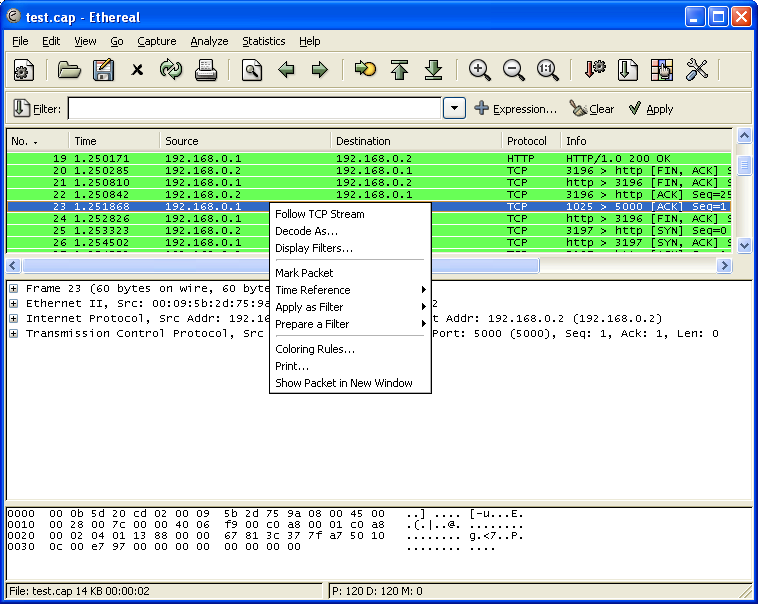 test.cap - Ethereal
File Edit View Go Capture Analyze Statistics Help
Filter: Expression... Clear Apply
No. . Time Source Destination Protocol Info
19 1.250171 192.168.0.1 192.168.0.2 HTTP HTTP/1.0 200 OK
20 1.250285 192.168.0.2 192.168.0.1 TCP 3196 > http [FIN, ACK] S
21 1.250810 192.168.0.1 192.168.0.2 TCP http > 3196 [FIN, ACK] S
22 1.250842 192.168.0.2 192.168.0.1 TCP 3196 > http [ACK] Seq=25
23 1.251868 192.168.0.1 TCP 1025 > 5000 [ACK] Seq=1
24 1.252826 192.168.0.1 TCP http > 3196 [FIN, ACK] S
25 1.253323 192.168.0.2 TCP 3197 > http [SYN] Seq=0
26 1.254502 192.168.0.1 TCP http > 3197 [SYN, ACK] S
Follow TCP Stream
Decode As...
Display Filters...
Mark Packet
Time Reference
Apply as Filter
Prepare a Filter
Coloring Rules...
Print...
Show Packet in New Window
Frame 23 (60 bytes on wire, 60 byte
Ethernet II, Src: 00:09:5b:2d:75:9a 2
Internet Protocol, Src Addr: 192.16 t Addr: 192.168.0.2 (192.168.0.2)
Transmission Control Protocol, Src Port: 5000 (5000), Seq: 1, Ack: 1, Len: 0
0000 00 0b 5d 20 cd 02 00 09 5b 2d 75 9a 08 00 45 00 ..] .... [-u...E.
0010 00 28 00 7c 00 00 40 06 f9 00 c0 a8 00 01 c0 a8 .(.|..@. ........
0020 00 02 04 01 13 88 00 00 67 81 3c 37 7f a7 50 10 ........ g.<7..P.
0030 0c 00 e7 97 00 00 00 00 00 00 00 00 ........ ....
File: test.cap 14 KB 00:00:02 P: 120 D: 120 M: 0